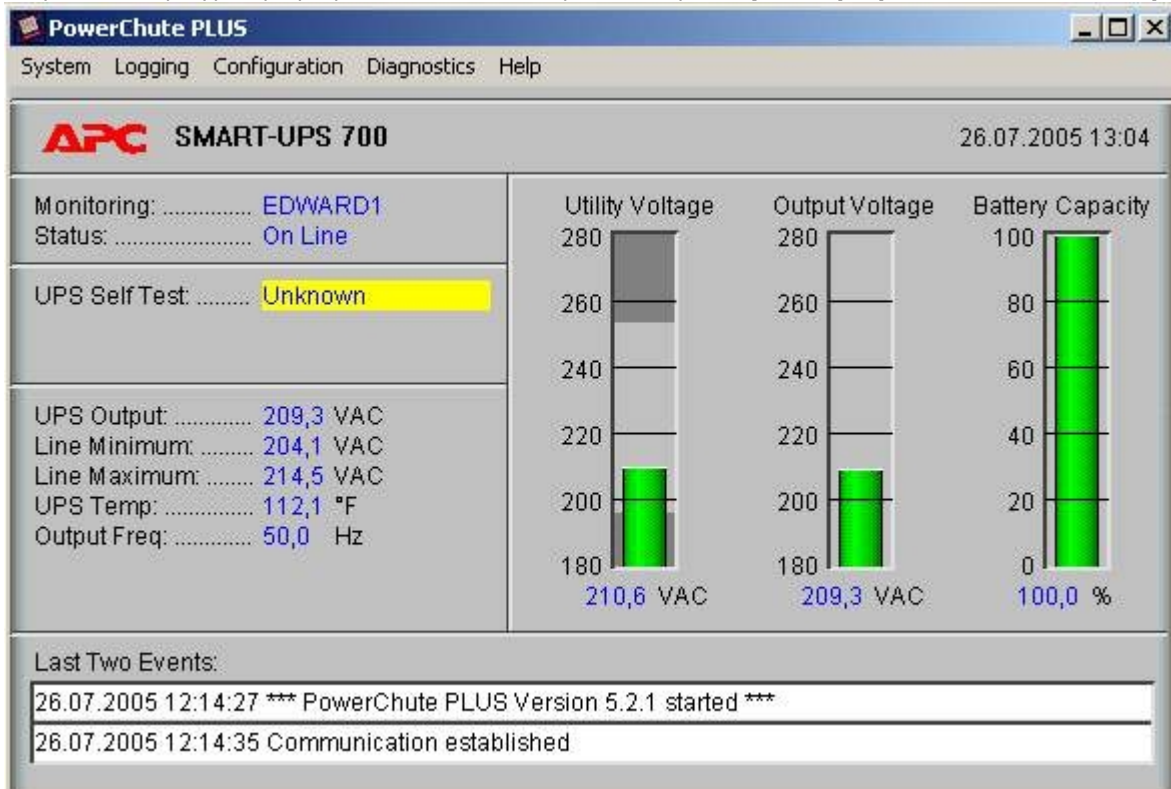 PowerChute PLUS
System Logging Configuration Diagnostics Help
APC SMART-UPS 700 26.07.2005 13:04
Monitoring: .............. EDWARD1
Status: ...................... On Line
UPS Self Test: ......... Unknown
UPS Output: ............ 209,3 VAC
Line Minimum: ......... 204,1 VAC
Line Maximum: ........ 214,5 VAC
UPS Temp: .............. 112,1 °F
Output Freq: ............. 50,0 Hz
Utility Voltage
280
260
240
220
200
180
210,6 VAC
Output Voltage
280
260
240
220
200
180
209,3 VAC
Battery Capacity
100
80
60
40
20
0
100,0 %
Last Two Events:
26.07.2005 12:14:27 *** PowerChute PLUS Version 5.2.1 started ***
26.07.2005 12:14:35 Communication established